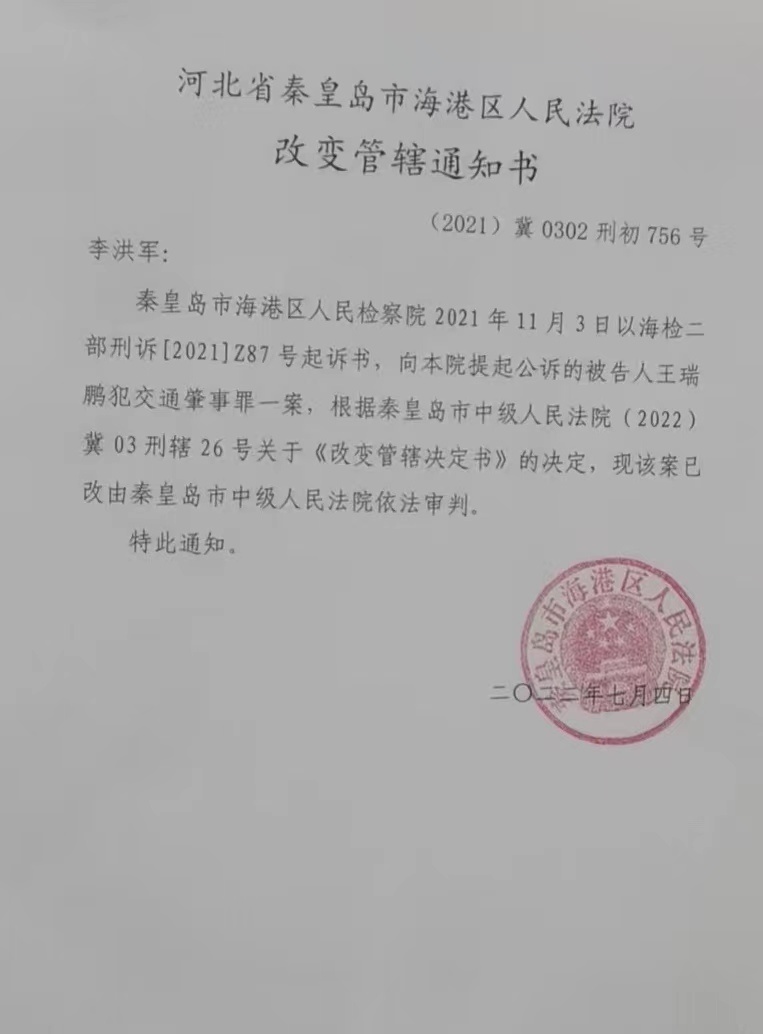 河北省秦皇岛市海港区人民法院
改变管辖通知书
（2021）冀 0302 刑初 756 号
李洪军：
秦皇岛市海港区人民检察院 2021 年 11 月 3 日以海检二
部刑诉[2021]Z87 号起诉书，向本院提起公诉的被告人王瑞
鹏犯交通肇事罪一案，根据秦皇岛市中级人民法院（2022）
冀 03 刑辖 26 号关于《改变管辖决定书》的决定，现该案已
改由秦皇岛市中级人民法院依法审判。
特此通知。
秦皇岛市海港区人民法院
二〇二二年七月四日